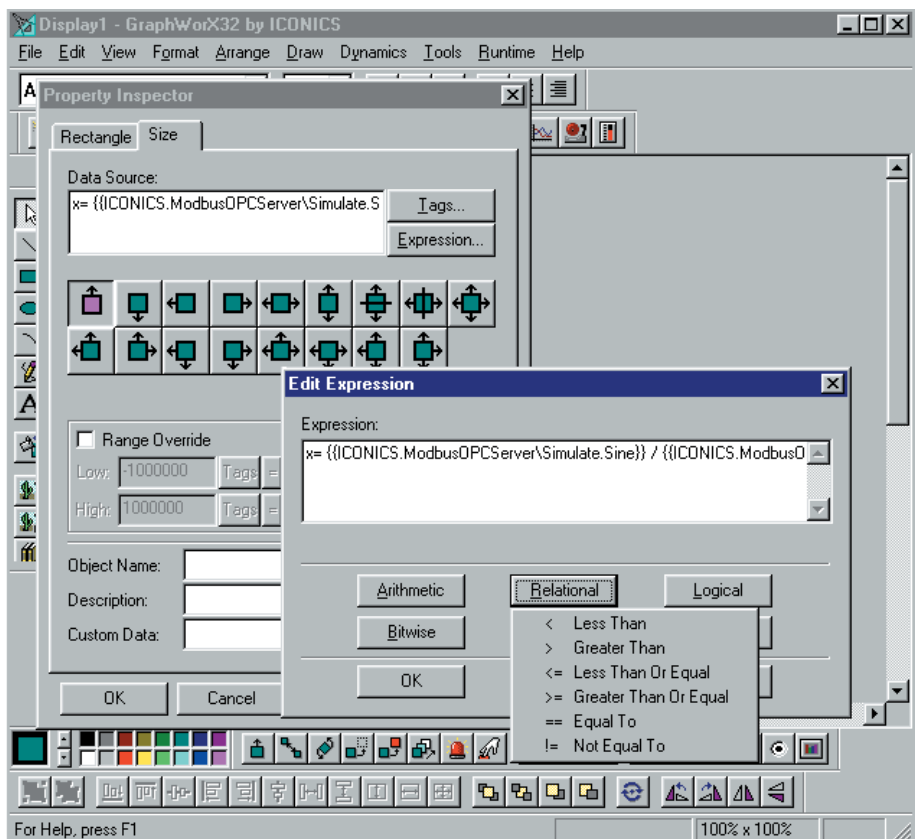 Display1 - GraphWorX32 by ICONICS
File Edit View Format Arrange Draw Dynamics Tools Runtime Help
A
Property Inspector
Rectangle Size
Data Source:
x= {{ICONICS.ModbusOPCServer\Simulate.S
Tags...
Expression...
Edit Expression
Expression:
x= {{ICONICS.ModbusOPCServer\Simulate.Sine}} / {{ICONICS.ModbusO
Range Override
Low: -1000000 Tags =
High: 1000000 Tags =
Object Name:
Description:
Custom Data:
OK Cancel
Arithmetic Relational Logical
Bitwise
OK
< Less Than
> Greater Than
<= Less Than Or Equal
>= Greater Than Or Equal
== Equal To
!= Not Equal To
A
For Help, press F1
100% x 100%